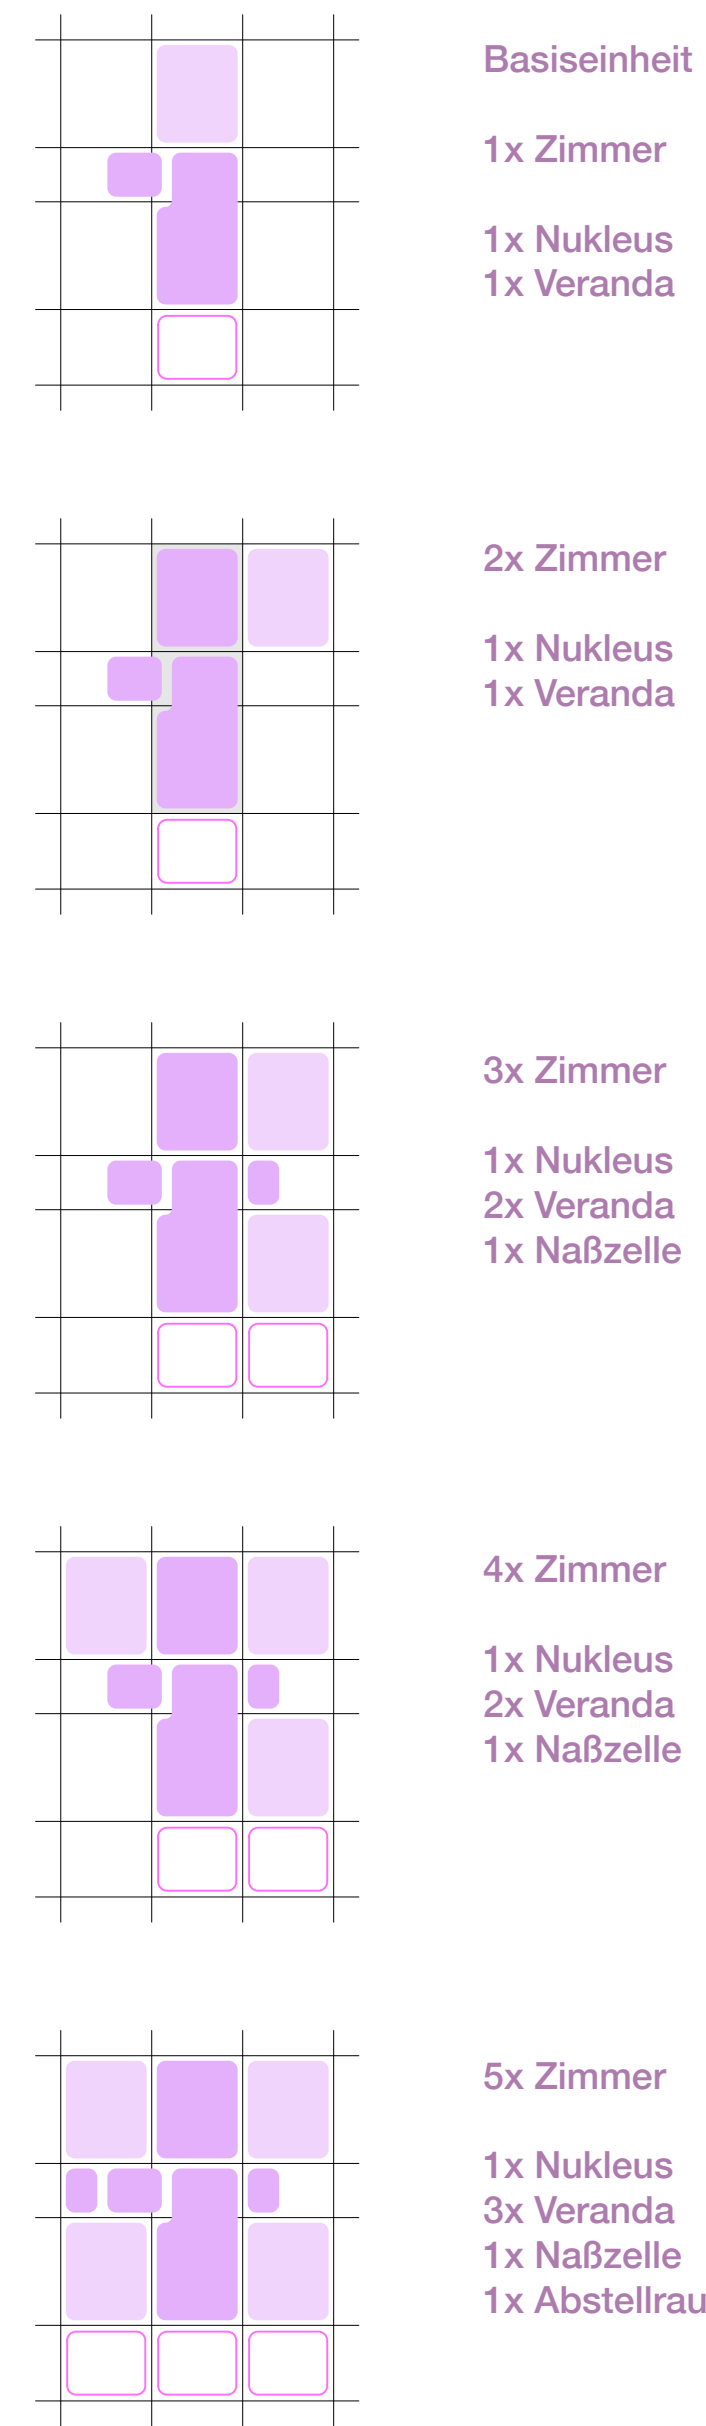 Basiseinheit
1x Zimmer
1x Nukleus
1x Veranda
2x Zimmer
1x Nukleus
1x Veranda
3x Zimmer
1x Nukleus
2x Veranda
1x Naßzelle
4x Zimmer
1x Nukleus
2x Veranda
1x Naßzelle
5x Zimmer
1x Nukleus
3x Veranda
1x Naßzelle
1x Abstellrau